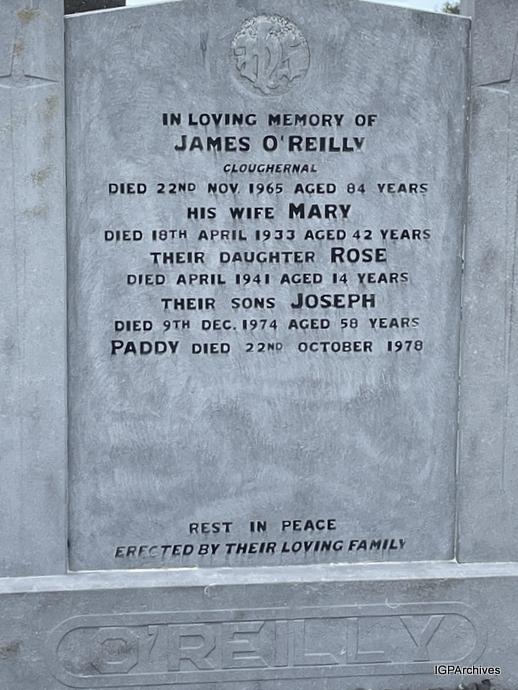 IHS
IN LOVING MEMORY OF
JAMES O'REILLY
CLOUGHERNAL
DIED 22ND NOV. 1965 AGED 84 YEARS
HIS WIFE MARY
DIED 18TH APRIL 1933 AGED 42 YEARS
THEIR DAUGHTER ROSE
DIED APRIL 1941 AGED 14 YEARS
THEIR SONS JOSEPH
DIED 9TH DEC. 1974 AGED 58 YEARS
PADDY DIED 22ND OCTOBER 1978
REST IN PEACE
ERECTED BY THEIR LOVING FAMILY
O'REILLY
IGPArchives